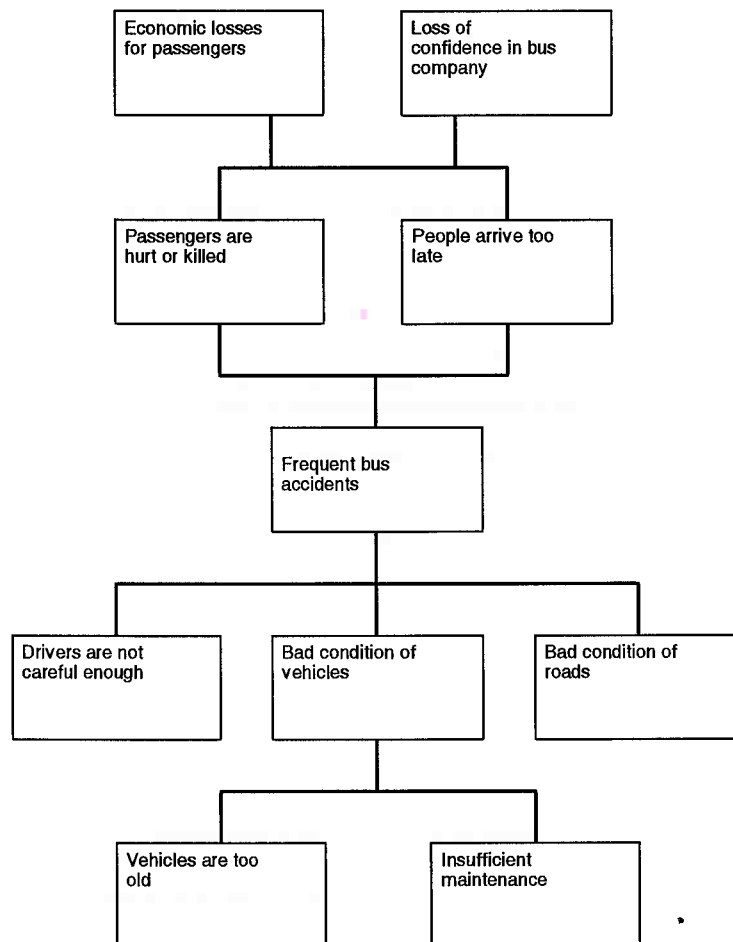 Economic losses
for passengers
Loss of
confidence in bus
company
Passengers are
hurt or killed
People arrive too
late
Frequent bus
accidents
Drivers are not
careful enough
Bad condition of
vehicles
Bad condition of
roads
Vehicles are too
old
Insufficient
maintenance